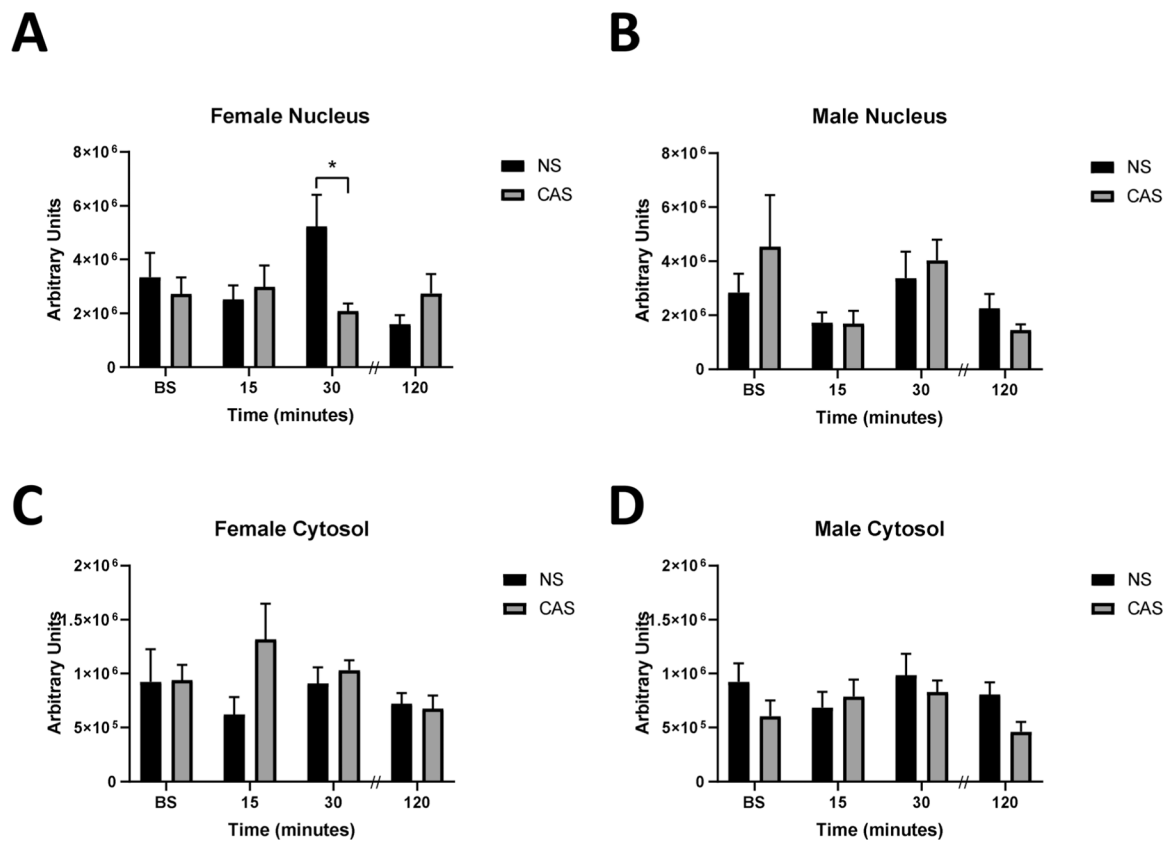 A
Female Nucleus
8×10⁶
6×10⁶
4×10⁶
2×10⁶
0
Arbitrary Units
*
NS
CAS
BS 15 30 // 120
Time (minutes)
B
Male Nucleus
8×10⁶
6×10⁶
4×10⁶
2×10⁶
0
Arbitrary Units
NS
CAS
BS 15 30 // 120
Time (minutes)
C
Female Cytosol
2×10⁶
1.5×10⁶
1×10⁶
5×10⁵
0
Arbitrary Units
NS
CAS
BS 15 30 // 120
Time (minutes)
D
Male Cytosol
2×10⁶
1.5×10⁶
1×10⁶
5×10⁵
0
Arbitrary Units
NS
CAS
BS 15 30 // 120
Time (minutes)